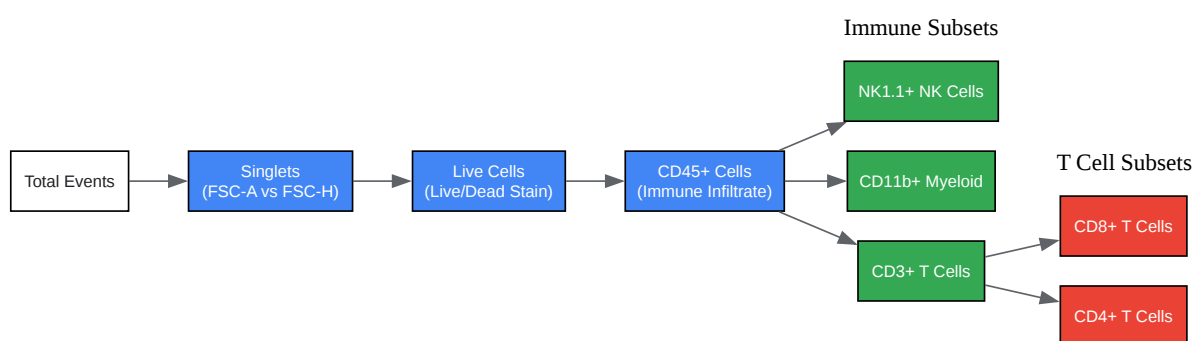 Immune Subsets
NK1.1+ NK Cells
Total Events
Singlets
(FSC-A vs FSC-H)
Live Cells
(Live/Dead Stain)
CD45+ Cells
(Immune Infiltrate)
CD11b+ Myeloid
CD3+ T Cells
T Cell Subsets
CD8+ T Cells
CD4+ T Cells